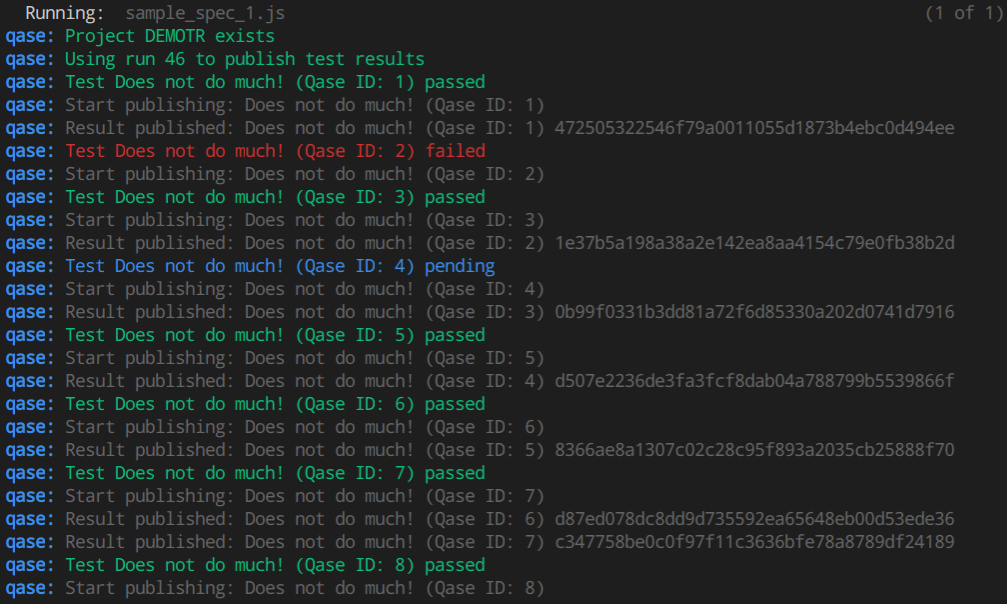 Running: sample_spec_1.js (1 of 1)
qase: Project DEMOTR exists
qase: Using run 46 to publish test results
qase: Test Does not do much! (Qase ID: 1) passed
qase: Start publishing: Does not do much! (Qase ID: 1)
qase: Result published: Does not do much! (Qase ID: 1) 472505322546f79a0011055d1873b4ebc0d494ee
qase: Test Does not do much! (Qase ID: 2) failed
qase: Start publishing: Does not do much! (Qase ID: 2)
qase: Test Does not do much! (Qase ID: 3) passed
qase: Start publishing: Does not do much! (Qase ID: 3)
qase: Result published: Does not do much! (Qase ID: 2) 1e37b5a198a38a2e142ea8aa4154c79e0fb38b2d
qase: Test Does not do much! (Qase ID: 4) pending
qase: Start publishing: Does not do much! (Qase ID: 4)
qase: Result published: Does not do much! (Qase ID: 3) 0b99f0331b3dd81a72f6d85330a202d0741d7916
qase: Test Does not do much! (Qase ID: 5) passed
qase: Start publishing: Does not do much! (Qase ID: 5)
qase: Result published: Does not do much! (Qase ID: 4) d507e2236de3fa3fcf8dab04a788799b5539866f
qase: Test Does not do much! (Qase ID: 6) passed
qase: Start publishing: Does not do much! (Qase ID: 6)
qase: Result published: Does not do much! (Qase ID: 5) 8366ae8a1307c02c28c95f893a2035cb25888f70
qase: Test Does not do much! (Qase ID: 7) passed
qase: Start publishing: Does not do much! (Qase ID: 7)
qase: Result published: Does not do much! (Qase ID: 6) d87ed078dc8dd9d735592ea65648eb00d53ede36
qase: Result published: Does not do much! (Qase ID: 7) c347758be0c0f97f11c3636bfe78a8789df24189
qase: Test Does not do much! (Qase ID: 8) passed
qase: Start publishing: Does not do much! (Qase ID: 8)